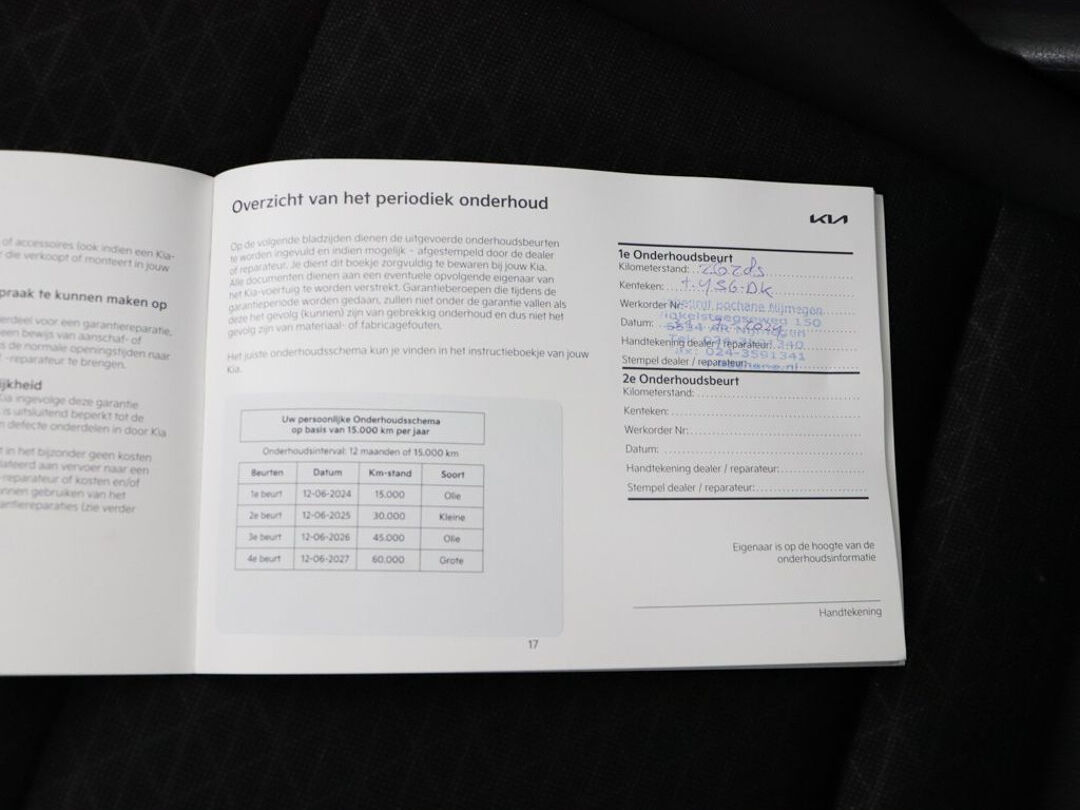 of accessoires (ook indien een Kia-
die verkoopt of monteert in jouw
praak te kunnen maken op
erdeel voor een garantiereparatie,
een bewijs van aanschaf- of
s de normale openingstijden naar
-reparateur te brengen.
ijkheid
Kia ingevolge deze garantie
is uitsluitend beperkt tot de
n defecte onderdelen in door Kia
t in het bijzonder geen kosten
lateerd aan vervoer naar een
-reparateur of kosten en/of
nnen gebruiken van het
arantiereparaties (zie verder
Overzicht van het periodiek onderhoud
Op de volgende bladzijden dienen de uitgevoerde onderhoudsbeurten
te worden ingevuld en indien mogelijk – afgestempeld door de dealer
of reparateur. Je dient dit boekje zorgvuldig te bewaren bij jouw Kia.
Alle documenten dienen aan een eventuele opvolgende eigenaar van
het Kia-voertuig te worden verstrekt. Garantieberoepen die tijdens de
garantieperiode worden gedaan, zullen niet onder de garantie vallen als
deze het gevolg (kunnen) zijn van gebrekkig onderhoud en dus niet het
gevolg zijn van materiaal- of fabricagefouten.
Het juiste onderhoudsschema kun je vinden in het instructieboekje van jouw
Kia.
Uw persoonlijke Onderhoudsschema
op basis van 15.000 km per jaar
Onderhoudsinterval: 12 maanden of 15.000 km
Beurten Datum Km-stand Soort
1e beurt 12-06-2024 15.000 Olie
2e beurt 12-06-2025 30.000 Kleine
3e beurt 12-06-2026 45.000 Olie
4e beurt 12-06-2027 60.000 Grote
17
KIA
1e Onderhoudsbeurt
Kilometerstand:
Kenteken:
Werkorder Nr: Pochane Nijmegen
150
Datum: 2024
Handtekening dealer / reparateur:
024-3561341
Stempel dealer / reparateur:
2e Onderhoudsbeurt
Kilometerstand:
Kenteken:
Werkorder Nr:
Datum:
Handtekening dealer / reparateur:
Stempel dealer / reparateur:
Eigenaar is op de hoogte van de
onderhoudsinformatie
Handtekening